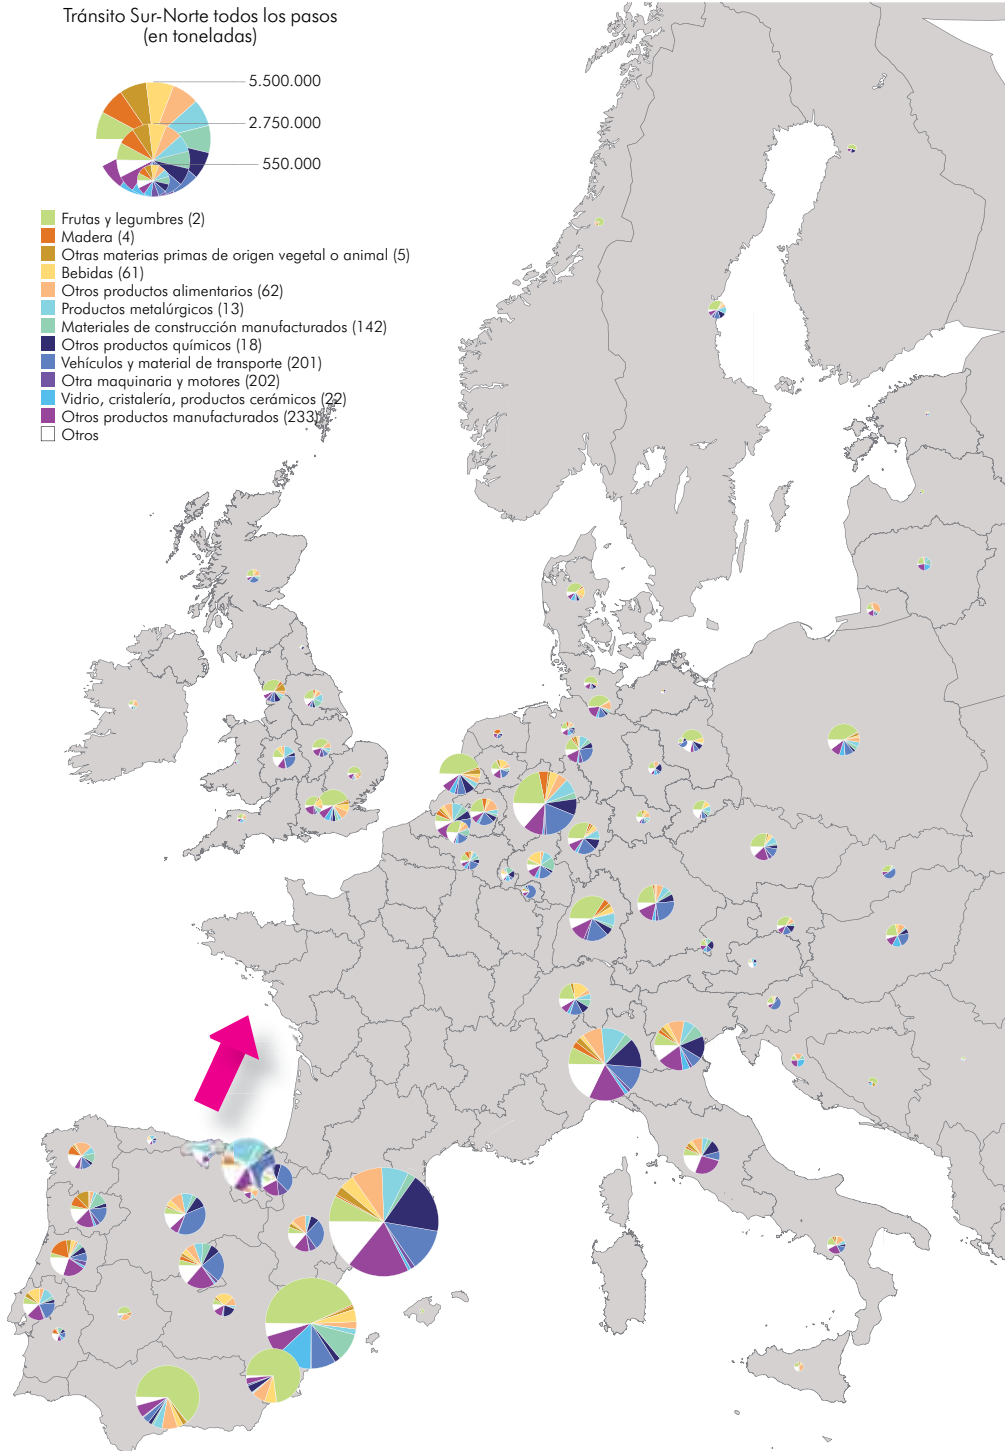 Tránsito Sur-Norte todos los pasos
(en toneladas)
5.500.000
2.750.000
550.000
Frutas y legumbres (2)
Madera (4)
Otras materias primas de origen vegetal o animal (5)
Bebidas (61)
Otros productos alimentarios (62)
Productos metalúrgicos (13)
Materiales de construcción manufacturados (142)
Otros productos químicos (18)
Vehículos y material de transporte (201)
Otra maquinaria y motores (202)
Vidrio, cristalería, productos cerámicos (22)
Otros productos manufacturados (233)
Otros